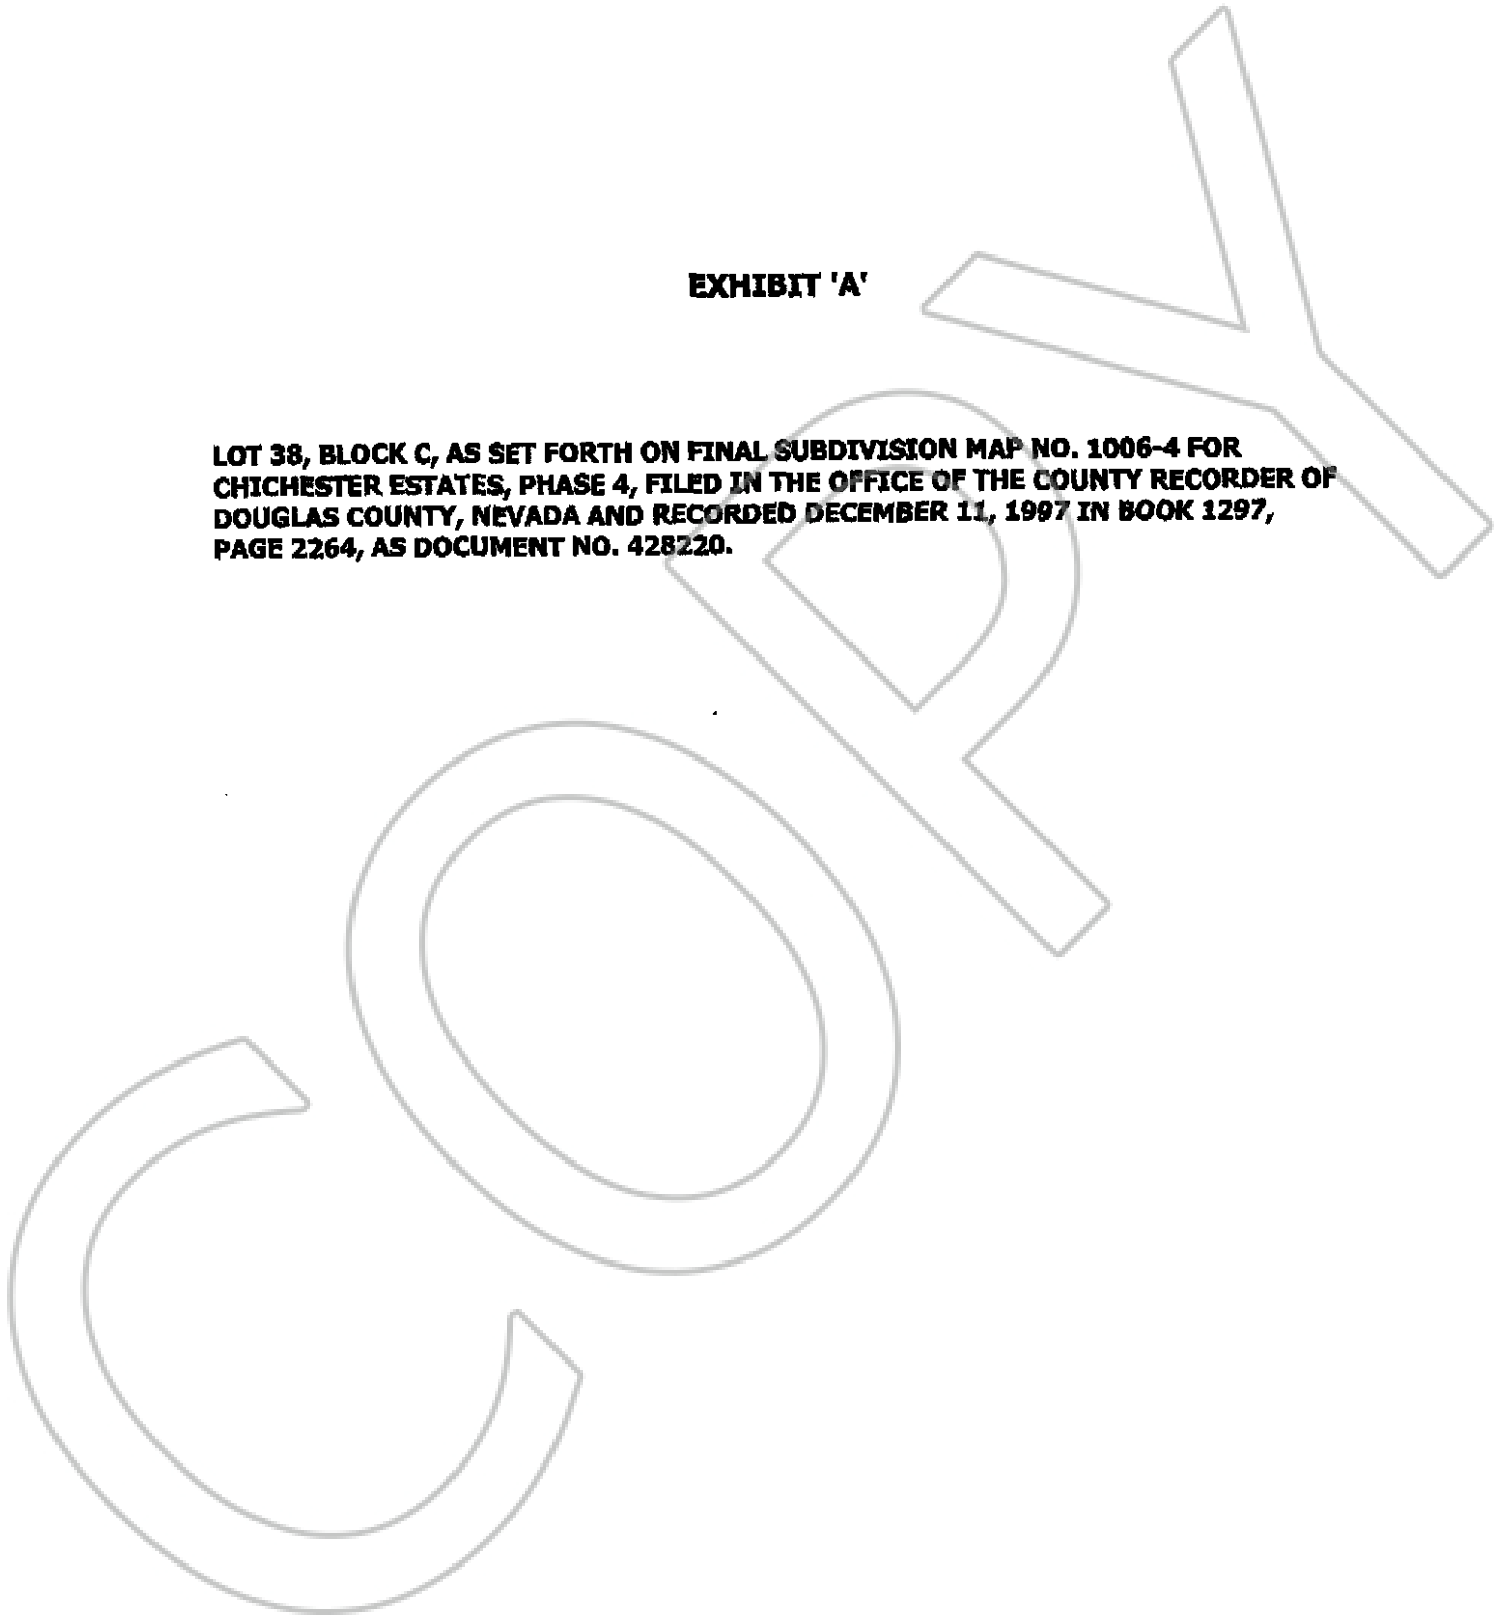 EXHIBIT 'A'
LOT 38, BLOCK C, AS SET FORTH ON FINAL SUBDIVISION MAP NO. 1006-4 FOR
CHICHESTER ESTATES, PHASE 4, FILED IN THE OFFICE OF THE COUNTY RECORDER OF
DOUGLAS COUNTY, NEVADA AND RECORDED DECEMBER 11, 1997 IN BOOK 1297,
PAGE 2264, AS DOCUMENT NO. 428220.
COPY